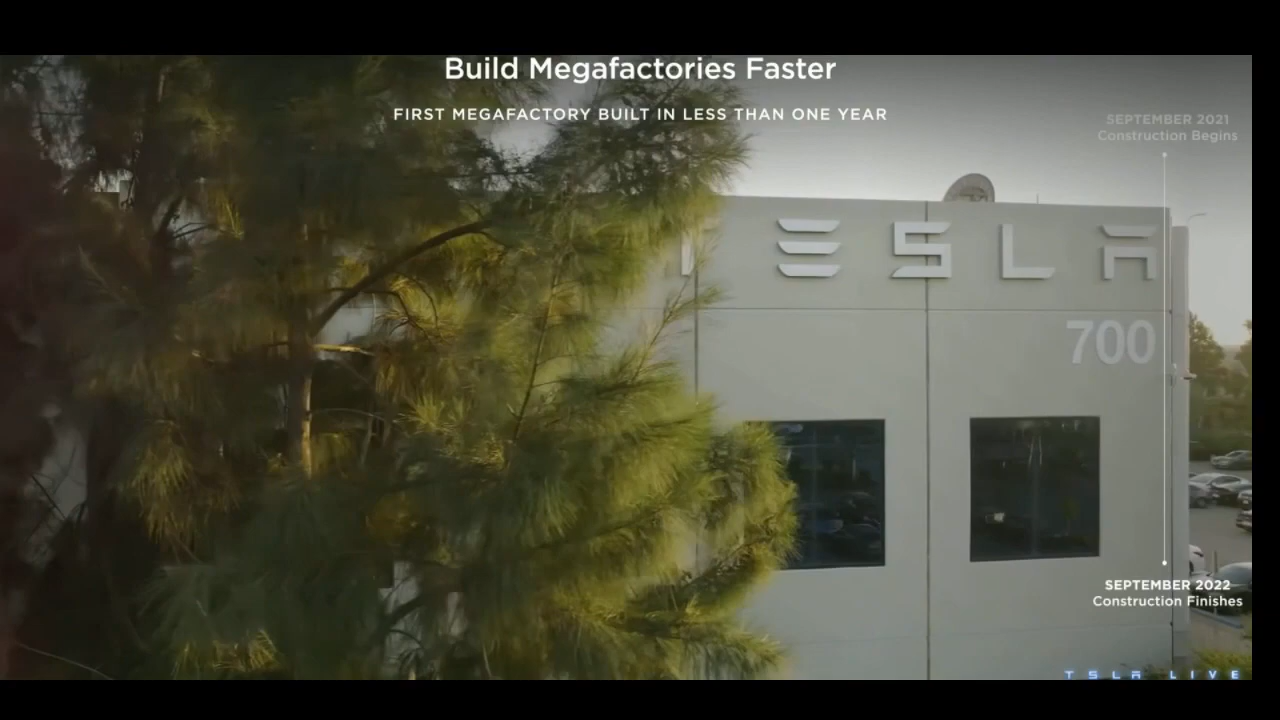 Build Megafactories Faster
FIRST MEGAFACTORY BUILT IN LESS THAN ONE YEAR
SEPTEMBER 2021
Construction Begins
TESLA
700
SEPTEMBER 2022
Construction Finishes
TSLA LIVE